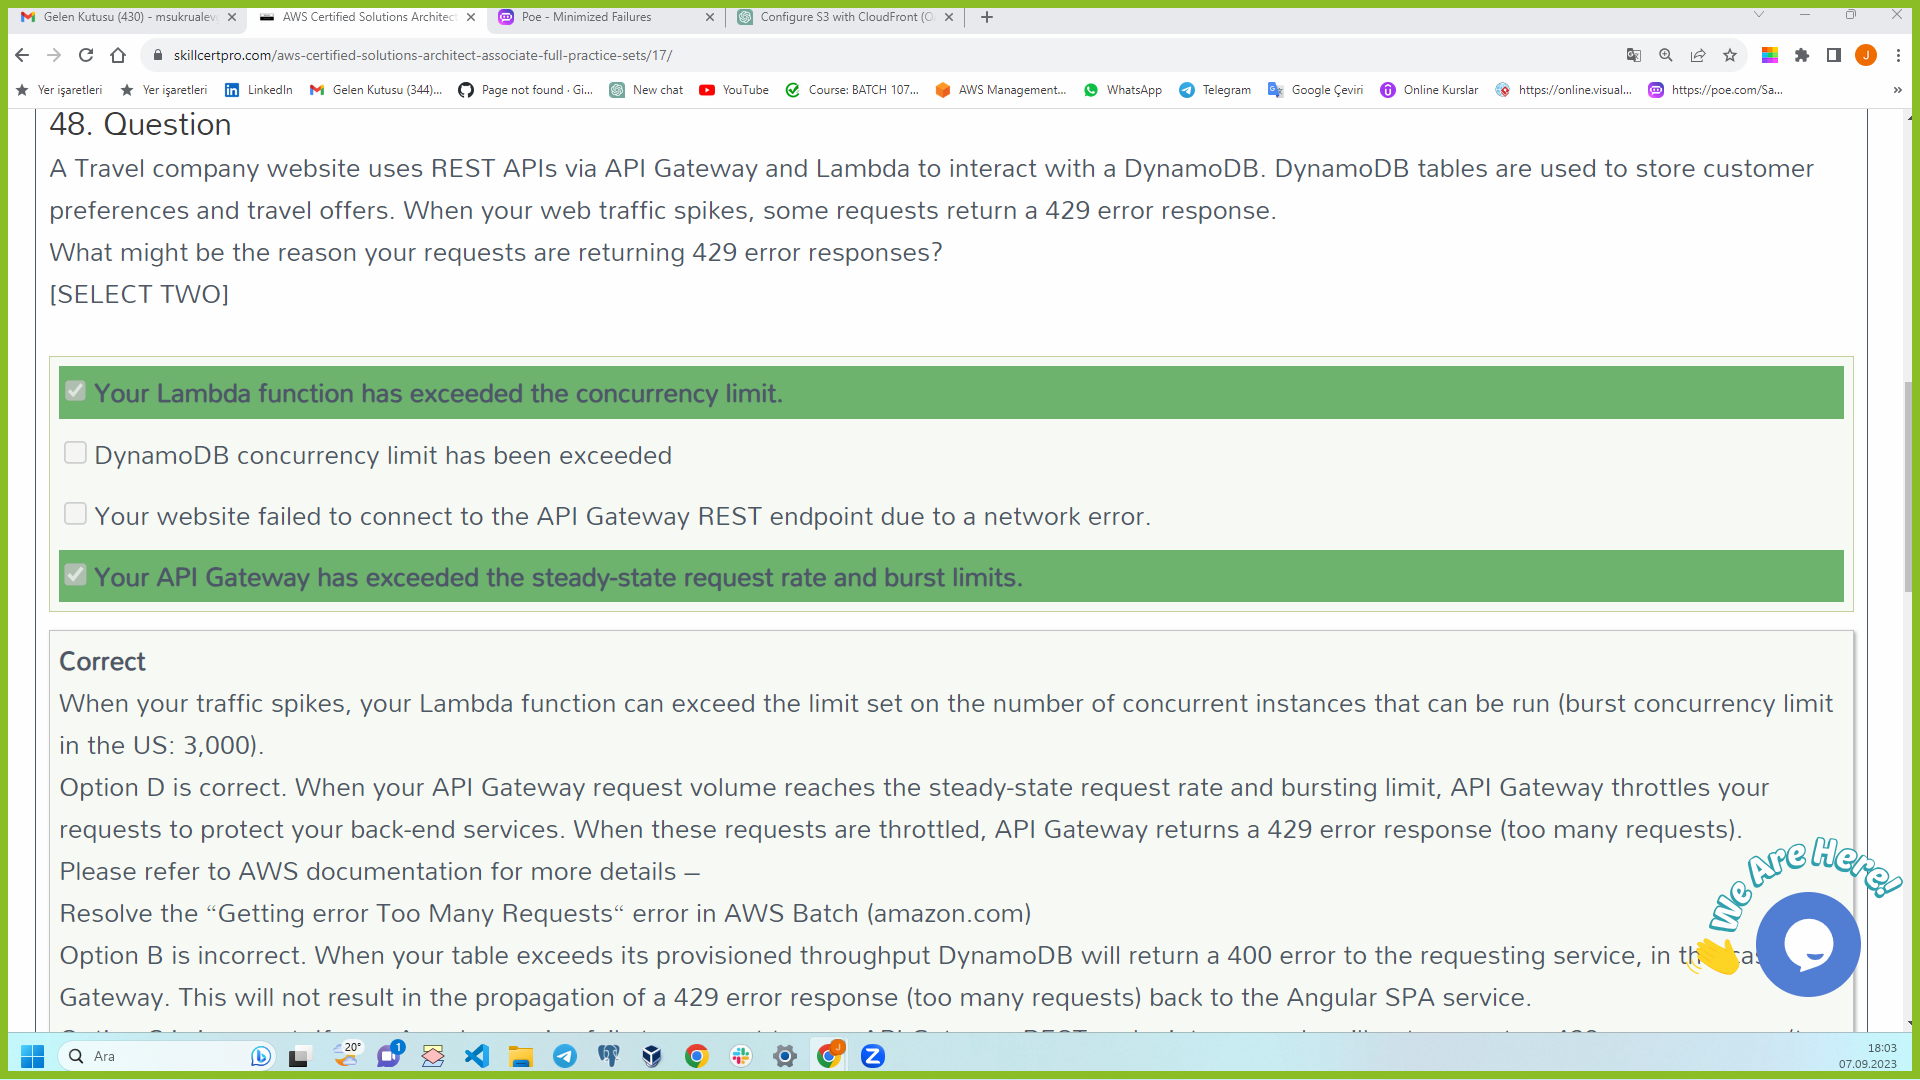 Gelen Kutusu (430) - msukrualev
AWS Certified Solutions Architect
Poe - Minimized Failures
Configure S3 with CloudFront (O
skillcertpro.com/aws-certified-solutions-architect-associate-full-practice-sets/17/
J
Yer işaretleri
Yer işaretleri
LinkedIn
Gelen Kutusu (344)...
Page not found · Gi...
New chat
YouTube
Course: BATCH 107...
AWS Management...
WhatsApp
Telegram
Google Çeviri
Online Kurslar
https://online.visual...
https://poe.com/Sa...
»
48. Question
A Travel company website uses REST APIs via API Gateway and Lambda to interact with a DynamoDB. DynamoDB tables are used to store customer
preferences and travel offers. When your web traffic spikes, some requests return a 429 error response.
What might be the reason your requests are returning 429 error responses?
[SELECT TWO]
Your Lambda function has exceeded the concurrency limit.
DynamoDB concurrency limit has been exceeded
Your website failed to connect to the API Gateway REST endpoint due to a network error.
Your API Gateway has exceeded the steady-state request rate and burst limits.
Correct
When your traffic spikes, your Lambda function can exceed the limit set on the number of concurrent instances that can be run (burst concurrency limit
in the US: 3,000).
Option D is correct. When your API Gateway request volume reaches the steady-state request rate and bursting limit, API Gateway throttles your
requests to protect your back-end services. When these requests are throttled, API Gateway returns a 429 error response (too many requests).
Please refer to AWS documentation for more details –
Resolve the “Getting error Too Many Requests“ error in AWS Batch (amazon.com)
Option B is incorrect. When your table exceeds its provisioned throughput DynamoDB will return a 400 error to the requesting service, in
Gateway. This will not result in the propagation of a 429 error response (too many requests) back to the Angular SPA service.
We Are Here!
Ara
20°
1
J
Z
18:03
07.09.2023